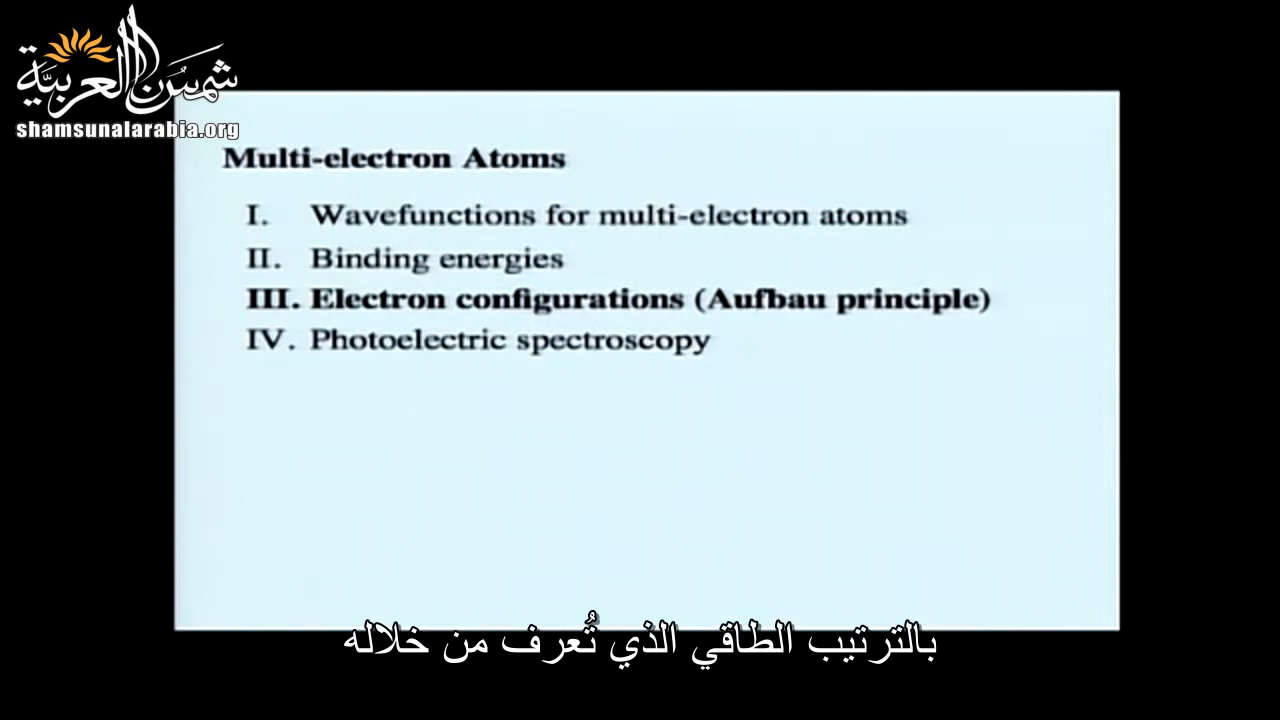 شمسُ العربيَّة
shamsunalarabia.org
Multi-electron Atoms
I. Wavefunctions for multi-electron atoms
II. Binding energies
III. Electron configurations (Aufbau principle)
IV. Photoelectric spectroscopy
بالترتيب الطاقي الذي تُعرف من خلاله